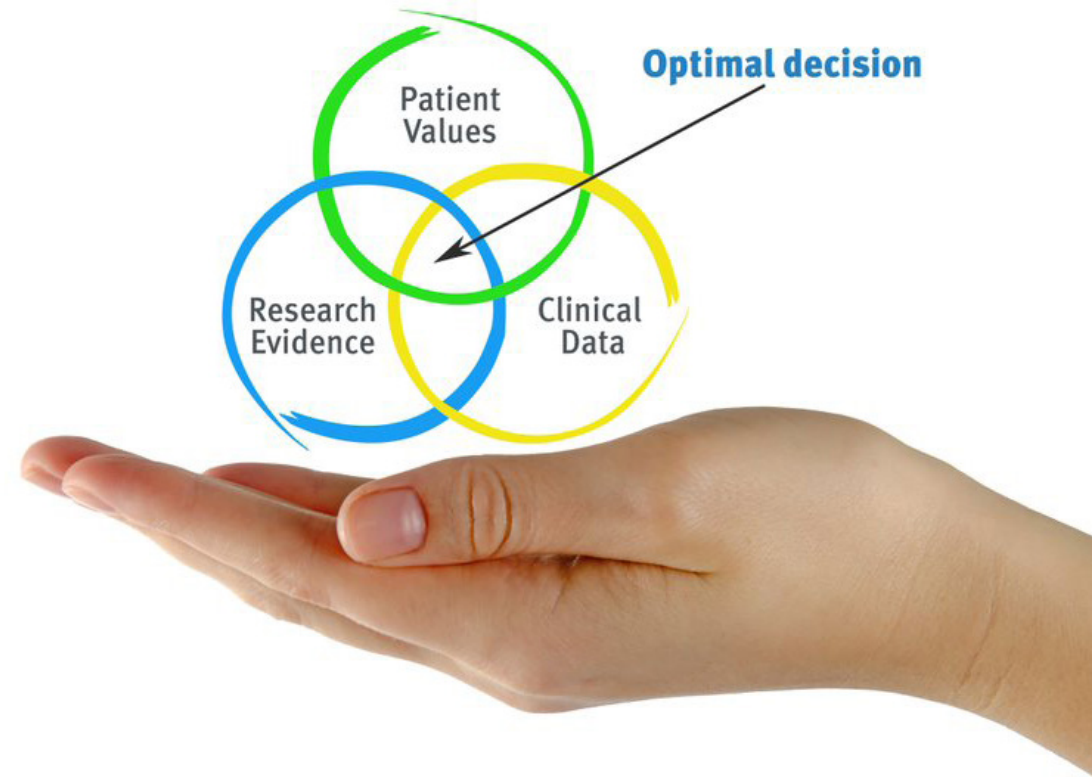 Optimal decision
Patient
Values
Research
Evidence
Clinical
Data